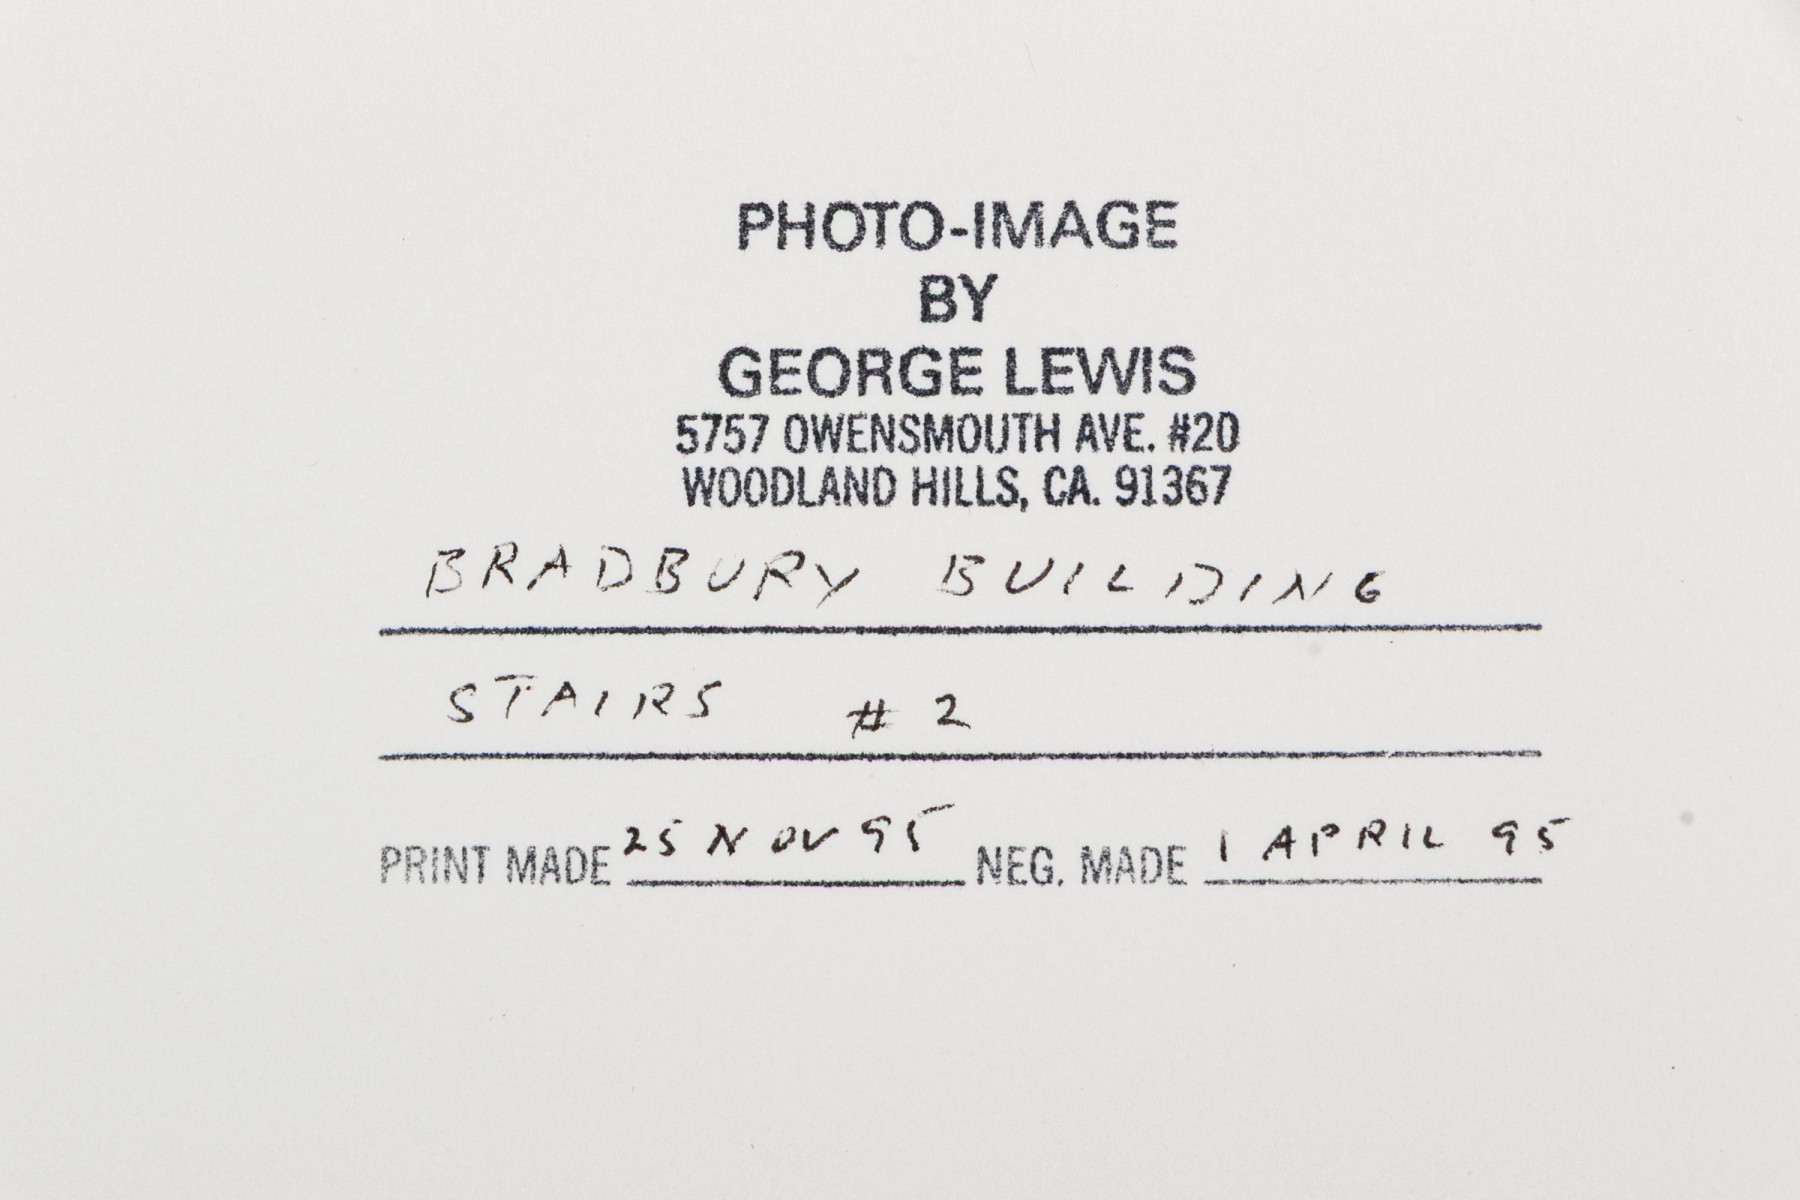 PHOTO-IMAGE
BY
GEORGE LEWIS
5757 OWENSMOUTH AVE. #20
WOODLAND HILLS, CA. 91367
BRADBURY BUILDING
STAIRS #2
PRINT MADE 25 NOV 95 NEG. MADE 1 APRIL 95